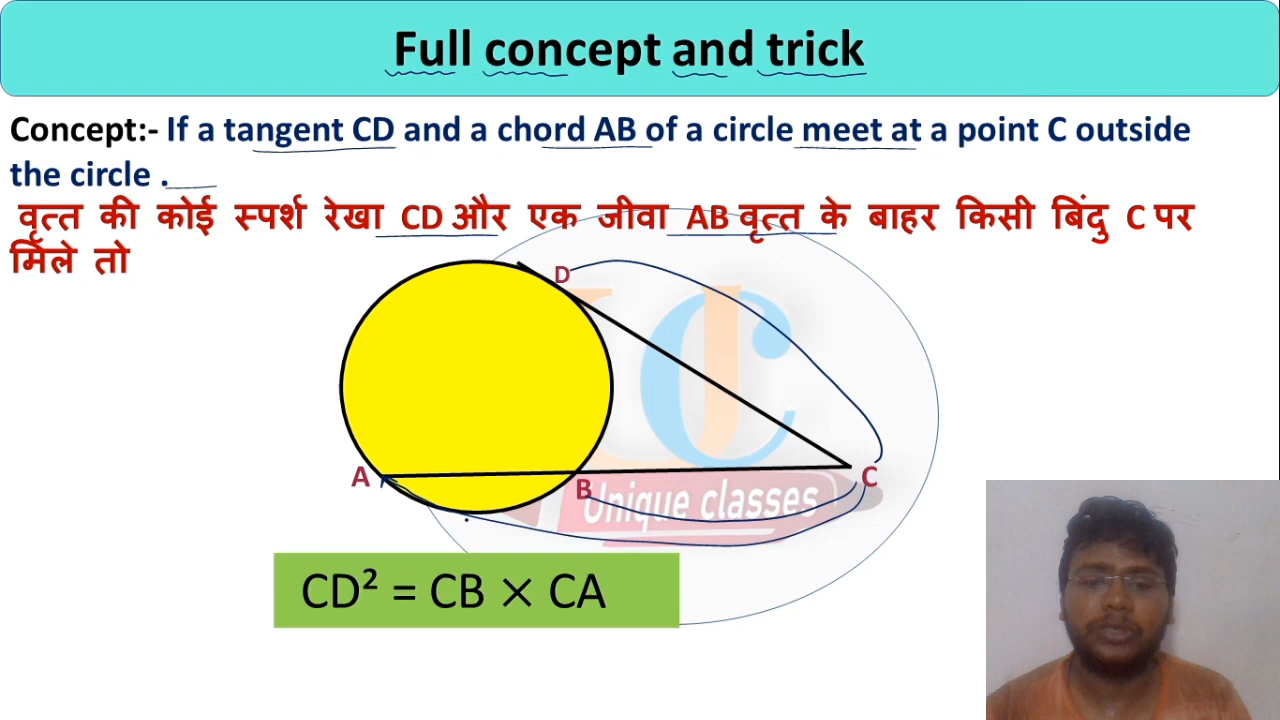 Full concept and trick
Concept:- If a tangent CD and a chord AB of a circle meet at a point C outside
the circle .
वृत्त की कोई स्पर्श रेखा CD और एक जीवा AB वृत्त के बाहर किसी बिंदु C पर
मिले तो
D
A
B
C
UC
Unique classes
CD² = CB × CA